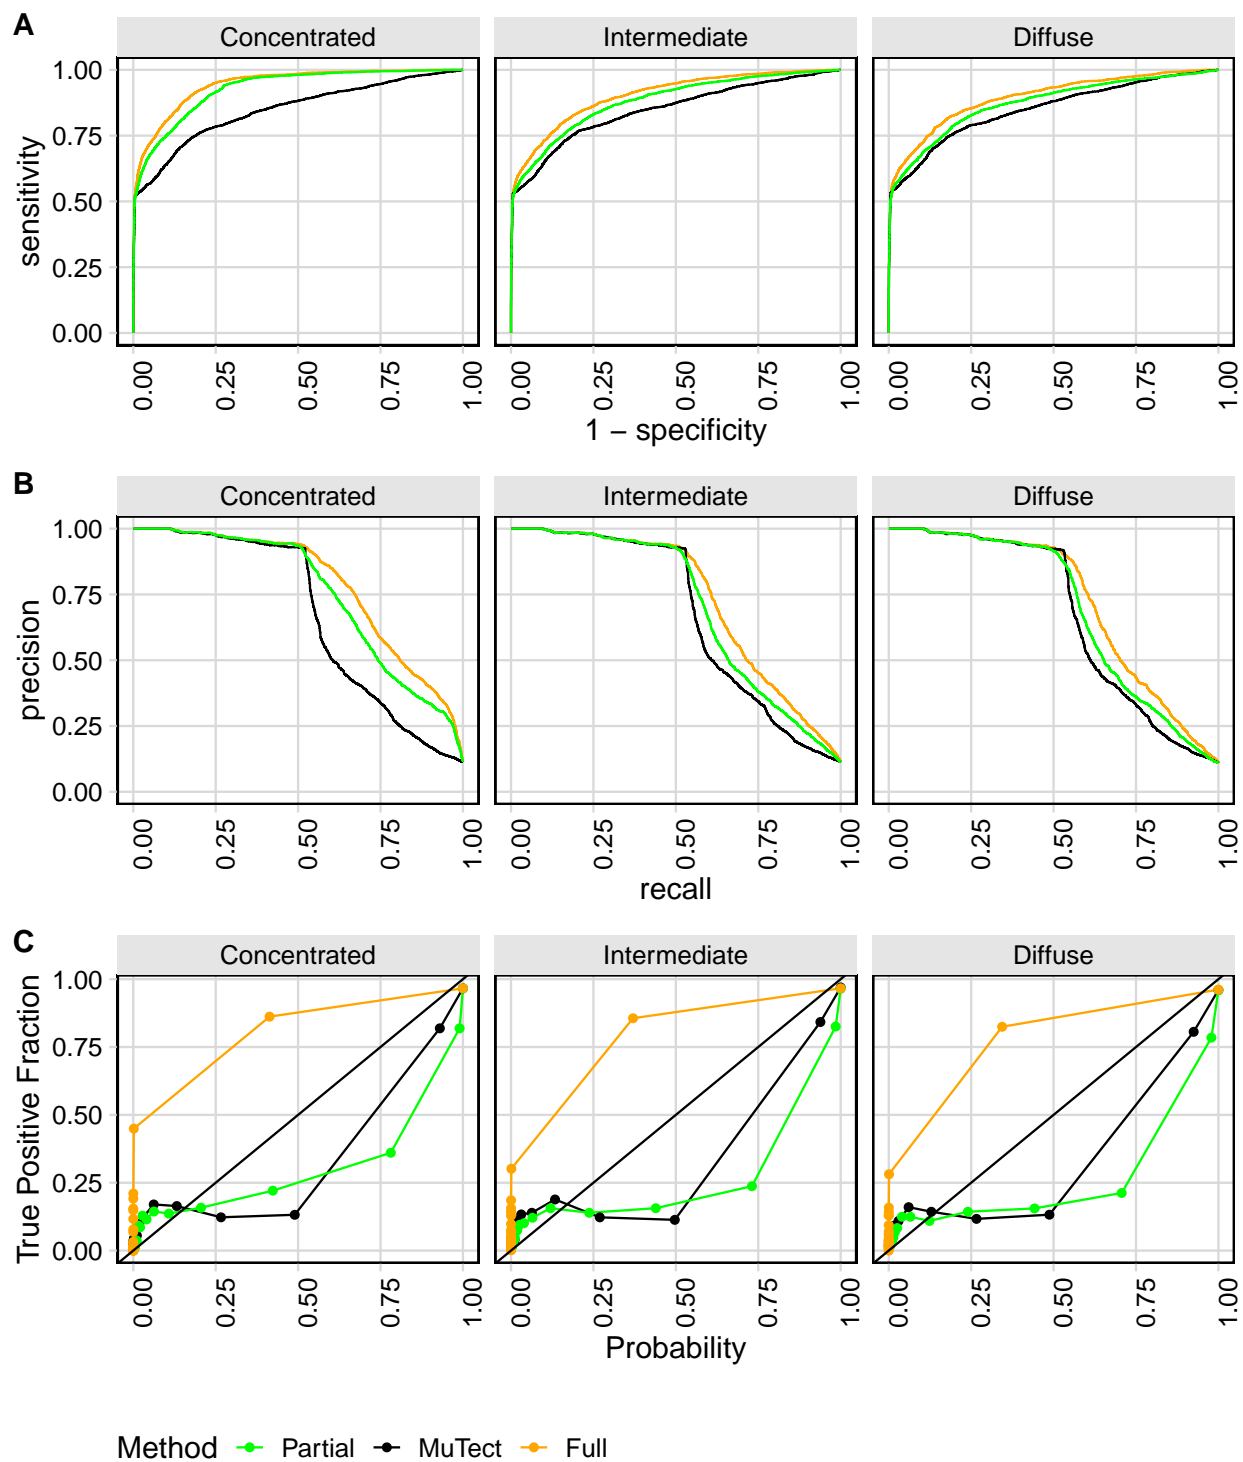 A
Concentrated Intermediate Diffuse
1.00
0.75
0.50
0.25
0.00
sensitivity
0.00 0.25 0.50 0.75 1.00 0.00 0.25 0.50 0.75 1.00 0.00 0.25 0.50 0.75 1.00
1 − specificity
B
Concentrated Intermediate Diffuse
1.00
0.75
0.50
0.25
0.00
precision
0.00 0.25 0.50 0.75 1.00 0.00 0.25 0.50 0.75 1.00 0.00 0.25 0.50 0.75 1.00
recall
C
Concentrated Intermediate Diffuse
1.00
0.75
0.50
0.25
0.00
True Positive Fraction
0.00 0.25 0.50 0.75 1.00 0.00 0.25 0.50 0.75 1.00 0.00 0.25 0.50 0.75 1.00
Probability
Method Partial MuTect Full